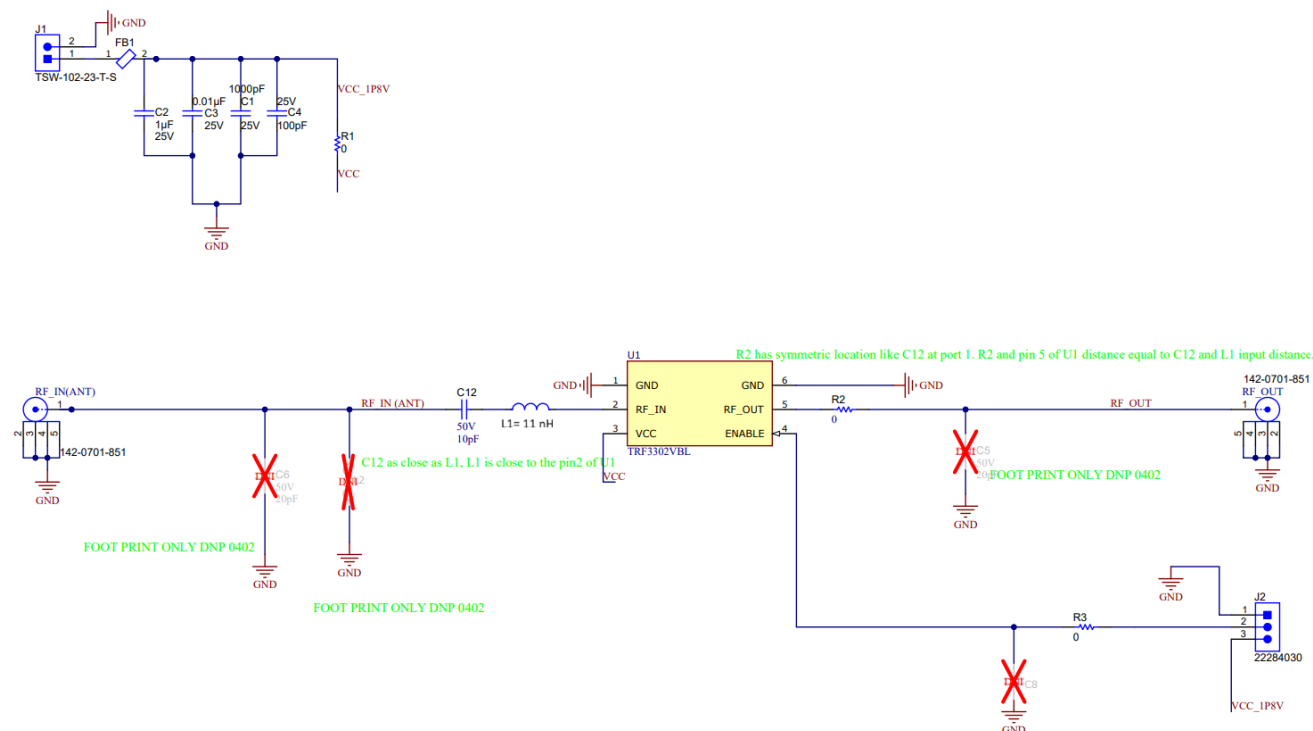 J1
GND
2
1
1
FB1
2
TSW-102-23-T-S
C2
1µF
25V
0.01µF
C3
25V
1000pF
C1
25V
25V
C4
100pF
VCC_1P8V
R1
0
VCC
GND
U1
R2 has symmetric location like C12 at port 1. R2 and pin 5 of U1 distance equal to C12 and L1 input distance.
RF_IN(ANT)
1
2
3
4
5
142-0701-851
GND
RF_IN (ANT)
C12
50V
10pF
L1= 11 nH
GND
1
2
3
GND
RF_IN
VCC
GND
RF_OUT
ENABLE
6
5
4
TRF3302VBL
VCC
GND
R2
0
RF_OUT
142-0701-851
RF_OUT
1
5
4
3
2
GND
C12 as close as L1, L1 is close to the pin2 of U1
C6
50V
20pF
GND
FOOT PRINT ONLY DNP 0402
GND
FOOT PRINT ONLY DNP 0402
C5
50V
20pF
FOOT PRINT ONLY DNP 0402
GND
GND
J2
1
2
3
22284030
R3
0
C8
GND
VCC_1P8V